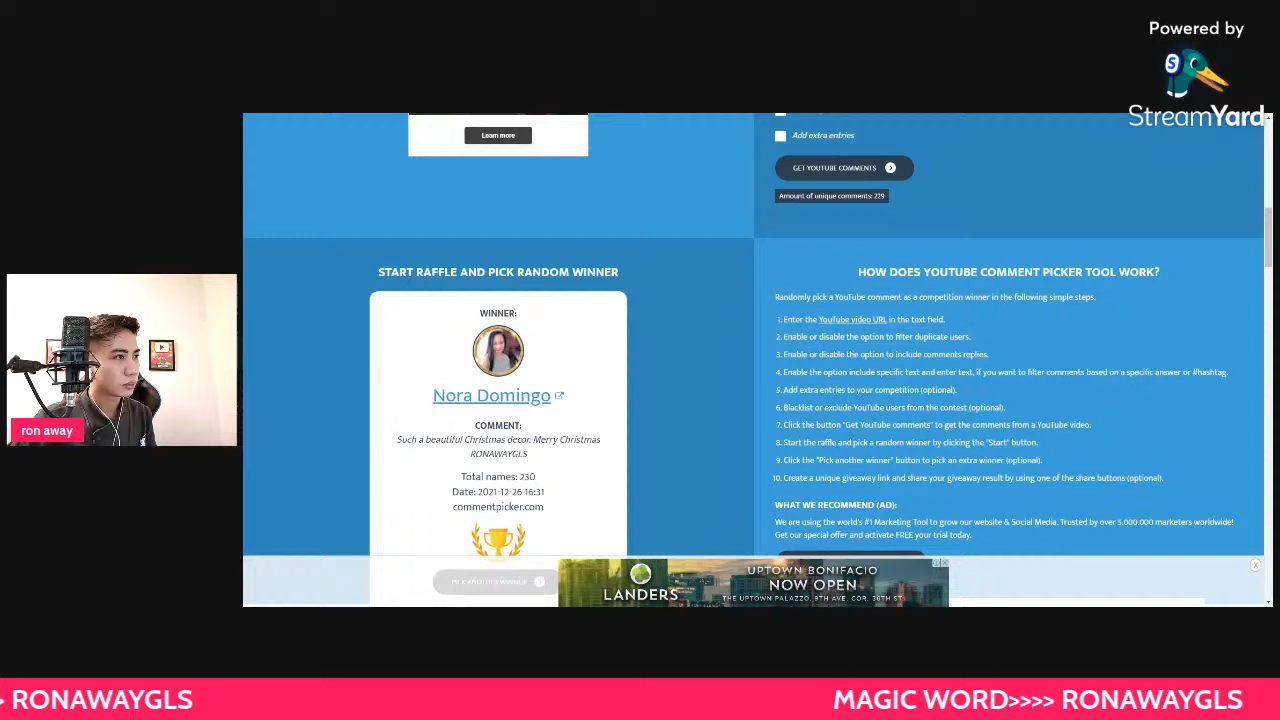 Powered by
StreamYard
Learn more
Add extra entries
GET YOUTUBE COMMENTS
Amount of unique comments: 229
START RAFFLE AND PICK RANDOM WINNER
WINNER:
Nora Domingo
COMMENT:
Such a beautiful Christmas decor. Merry Christmas
RONAWAYGLS
Total names: 230
Date: 2021-12-26 16:31
commentpicker.com
PICK ANOTHER WINNER
HOW DOES YOUTUBE COMMENT PICKER TOOL WORK?
Randomly pick a YouTube comment as a competition winner in the following simple steps.
1. Enter the YouTube video URL in the text field.
2. Enable or disable the option to filter duplicate users.
3. Enable or disable the option to include comments replies.
4. Enable the option include specific text and enter text, if you want to filter comments based on a specific answer or #hashtag.
5. Add extra entries to your competition (optional).
6. Blacklist or exclude YouTube users from the contest (optional).
7. Click the button "Get YouTube comments" to get the comments from a YouTube video.
8. Start the raffle and pick a random winner by clicking the "Start" button.
9. Click the "Pick another winner" button to pick an extra winner (optional).
10. Create a unique giveaway link and share your giveaway result by using one of the share buttons (optional).
WHAT WE RECOMMEND (AD):
We are using the world's #1 Marketing Tool to grow our website & Social Media. Trusted by over 5.000.000 marketers worldwide!
Get our special offer and activate FREE your trial today.
LANDERS
UPTOWN BONIFACIO
NOW OPEN
THE UPTOWN PALAZZO, 9TH AVE. COR. 36TH ST.
ron away
> RONAWAYGLS
MAGIC WORD>>>> RONAWAYGLS